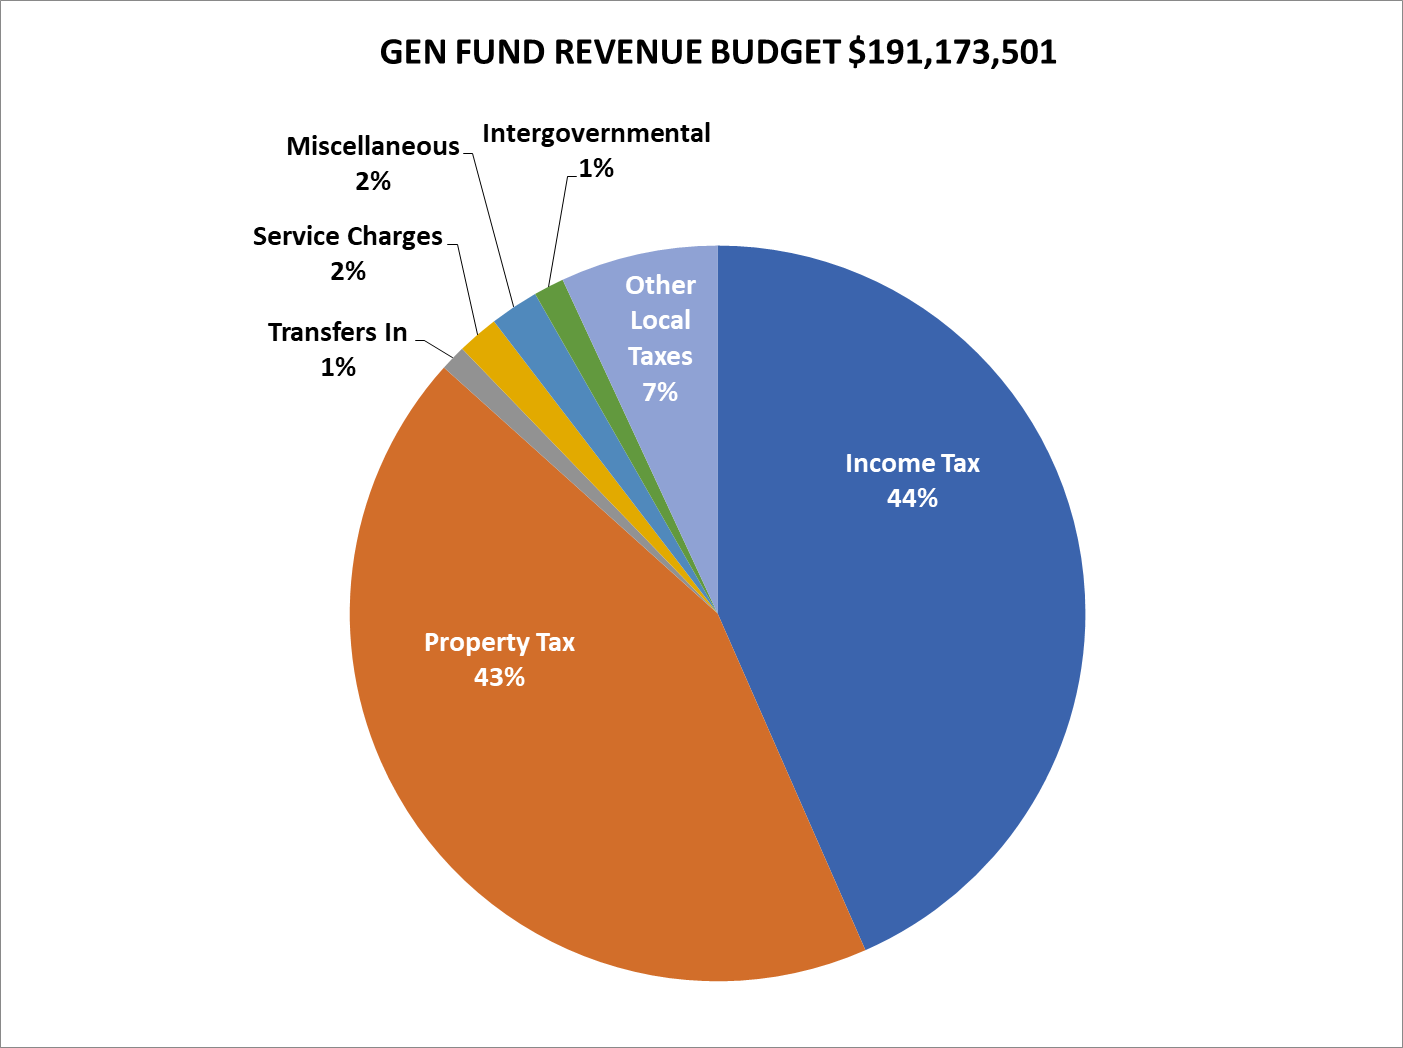 GEN FUND REVENUE BUDGET $191,173,501
Intergovernmental
1%
Miscellaneous
2%
Service Charges
2%
Transfers In
1%
Other
Local
Taxes
7%
Income Tax
44%
Property Tax
43%